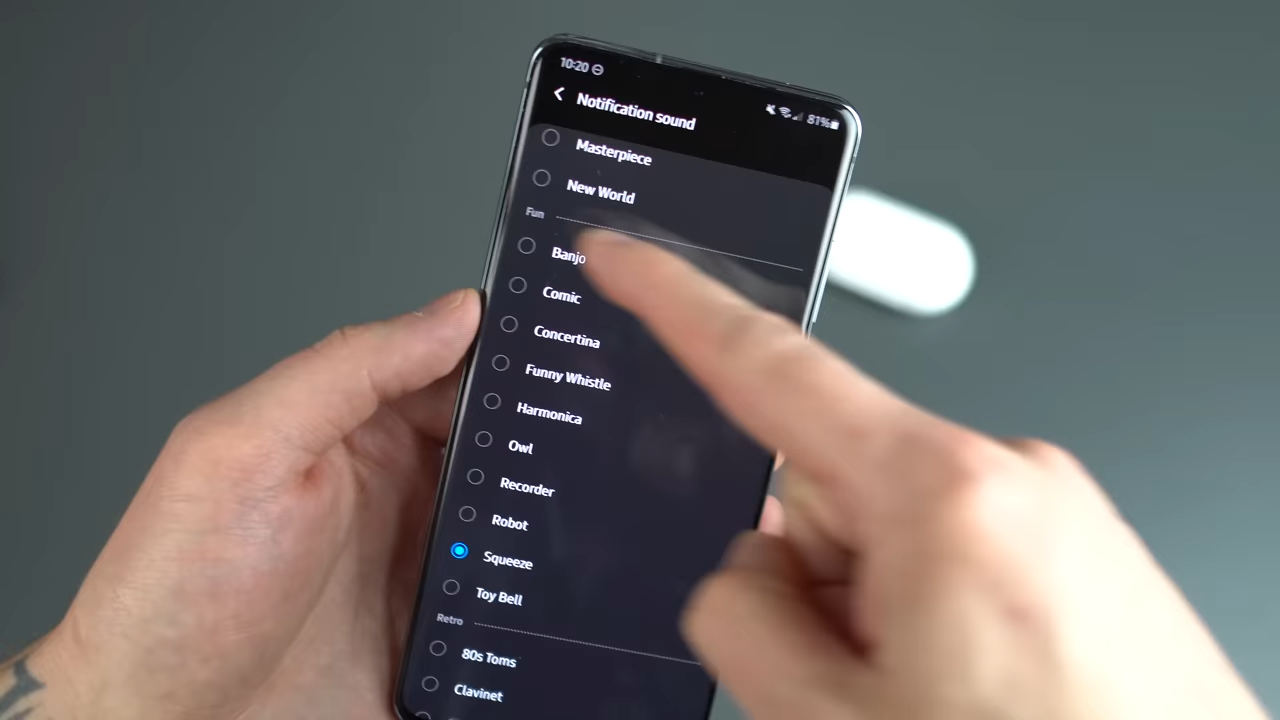 10:20
81%
Notification sound
Masterpiece
New World
Fun
Banjo
Comic
Concertina
Funny Whistle
Harmonica
Owl
Recorder
Robot
Squeeze
Toy Bell
Retro
80s Toms
Clavinet